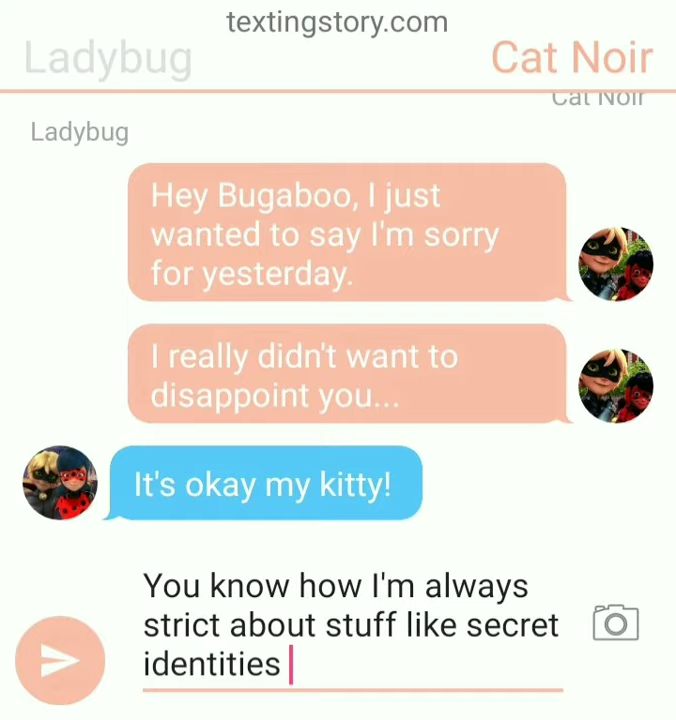 textingstory.com
Ladybug
Cat Noir
Cat Noir
Ladybug
Hey Bugaboo, I just
wanted to say I'm sorry
for yesterday.
I really didn't want to
disappoint you...
It's okay my kitty!
You know how I'm always
strict about stuff like secret
identities